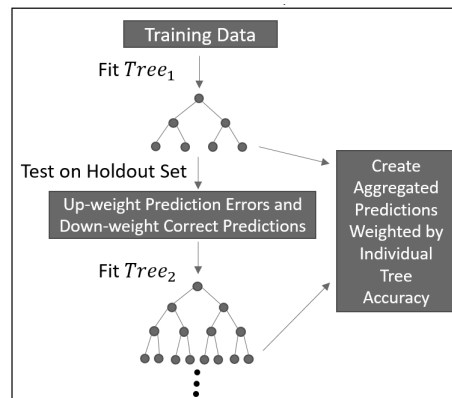 Training Data
Fit Tree₁
Test on Holdout Set
Up-weight Prediction Errors and
Down-weight Correct Predictions
Fit Tree₂
Create
Aggregated
Predictions
Weighted by
Individual
Tree
Accuracy